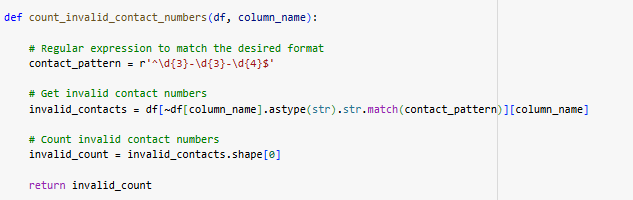 def count_invalid_contact_numbers(df, column_name):
# Regular expression to match the desired format
contact_pattern = r'^\d{3}-\d{3}-\d{4}$'
# Get invalid contact numbers
invalid_contacts = df[~df[column_name].astype(str).str.match(contact_pattern)][column_name]
# Count invalid contact numbers
invalid_count = invalid_contacts.shape[0]
return invalid_count